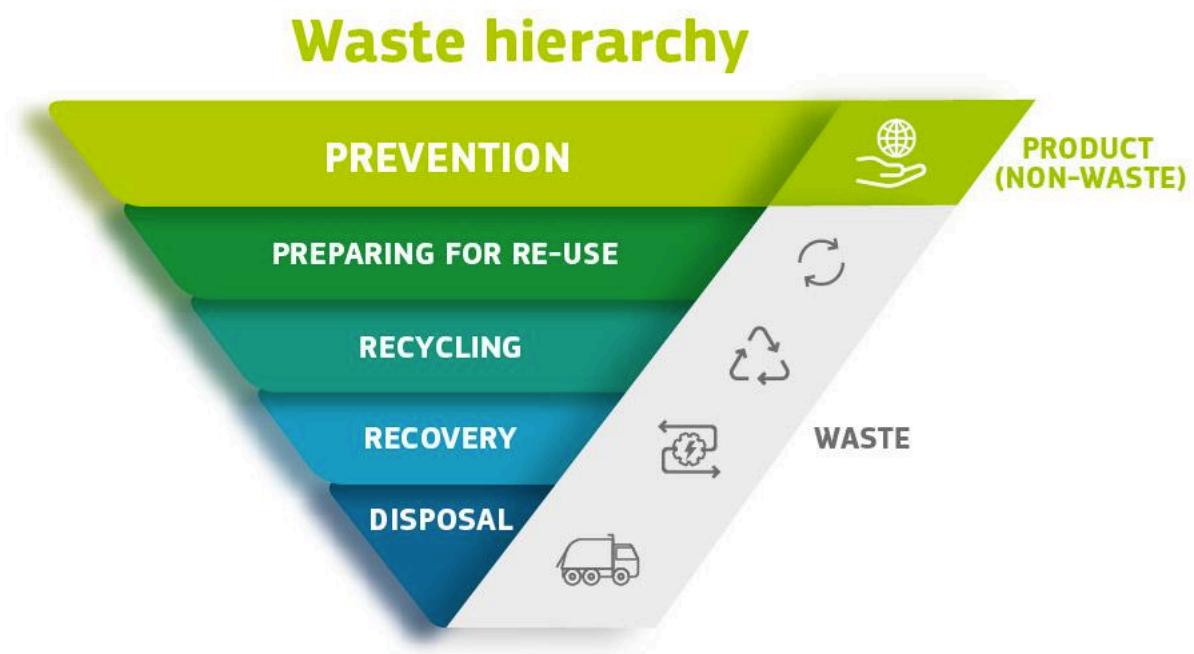 Waste hierarchy
PREVENTION
PRODUCT
(NON-WASTE)
PREPARING FOR RE-USE
RECYCLING
RECOVERY
WASTE
DISPOSAL